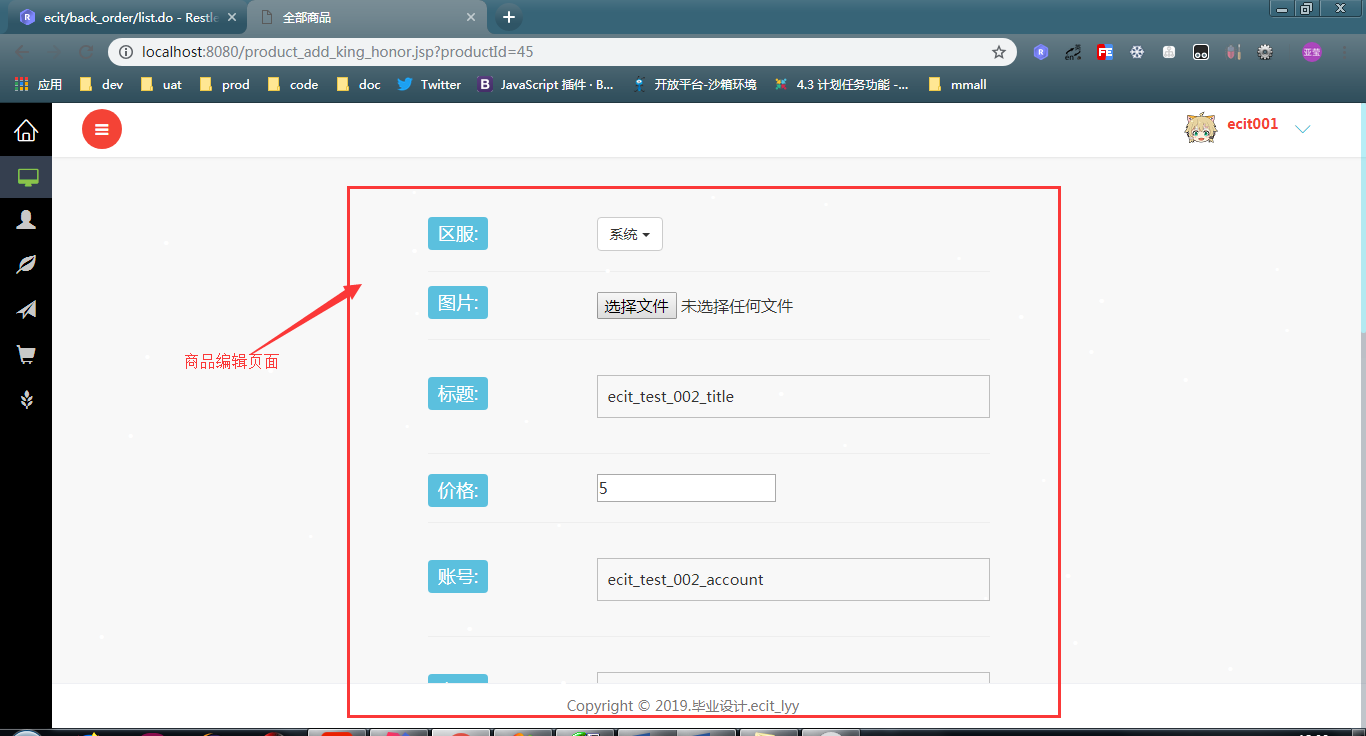 ecit/back_order/list.do - Restle
全部商品
localhost:8080/product_add_king_honor.jsp?productId=45
亚莹
应用 dev uat prod code doc Twitter JavaScript 插件 · B... 开放平台-沙箱环境 4.3 计划任务功能 -... mmall
ecit001
区服: 系统
图片: 选择文件 未选择任何文件
商品编辑页面
标题: ecit_test_002_title
价格: 5
账号: ecit_test_002_account
Copyright © 2019.毕业设计.ecit_lyy